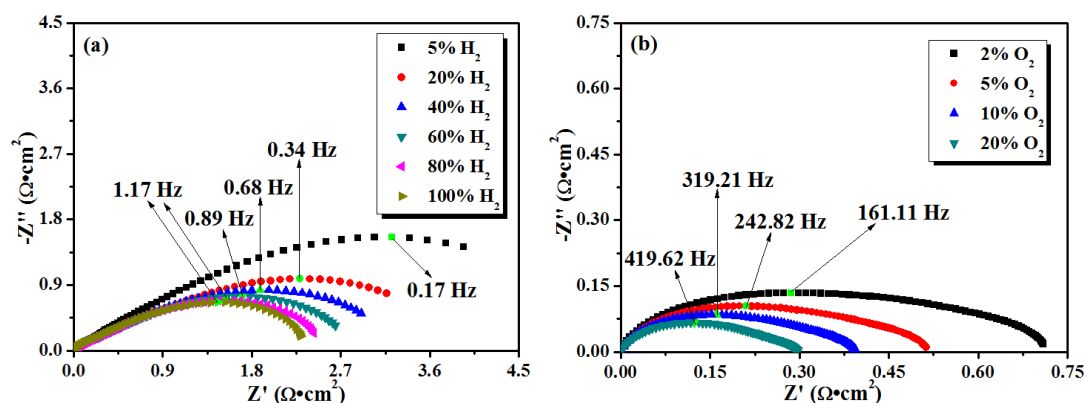 (a)
4.5
3.6
2.7
1.8
0.9
0.0
-Z" (Ω•cm²)
5% H₂
20% H₂
40% H₂
60% H₂
80% H₂
100% H₂
0.34 Hz
1.17 Hz
0.68 Hz
0.89 Hz
0.17 Hz
0.0 0.9 1.8 2.7 3.6 4.5
Z' (Ω•cm²)
(b)
0.75
0.60
0.45
0.30
0.15
0.00
-Z" (Ω•cm²)
2% O₂
5% O₂
10% O₂
20% O₂
319.21 Hz
242.82 Hz
161.11 Hz
419.62 Hz
0.00 0.15 0.30 0.45 0.60 0.75
Z' (Ω•cm²)